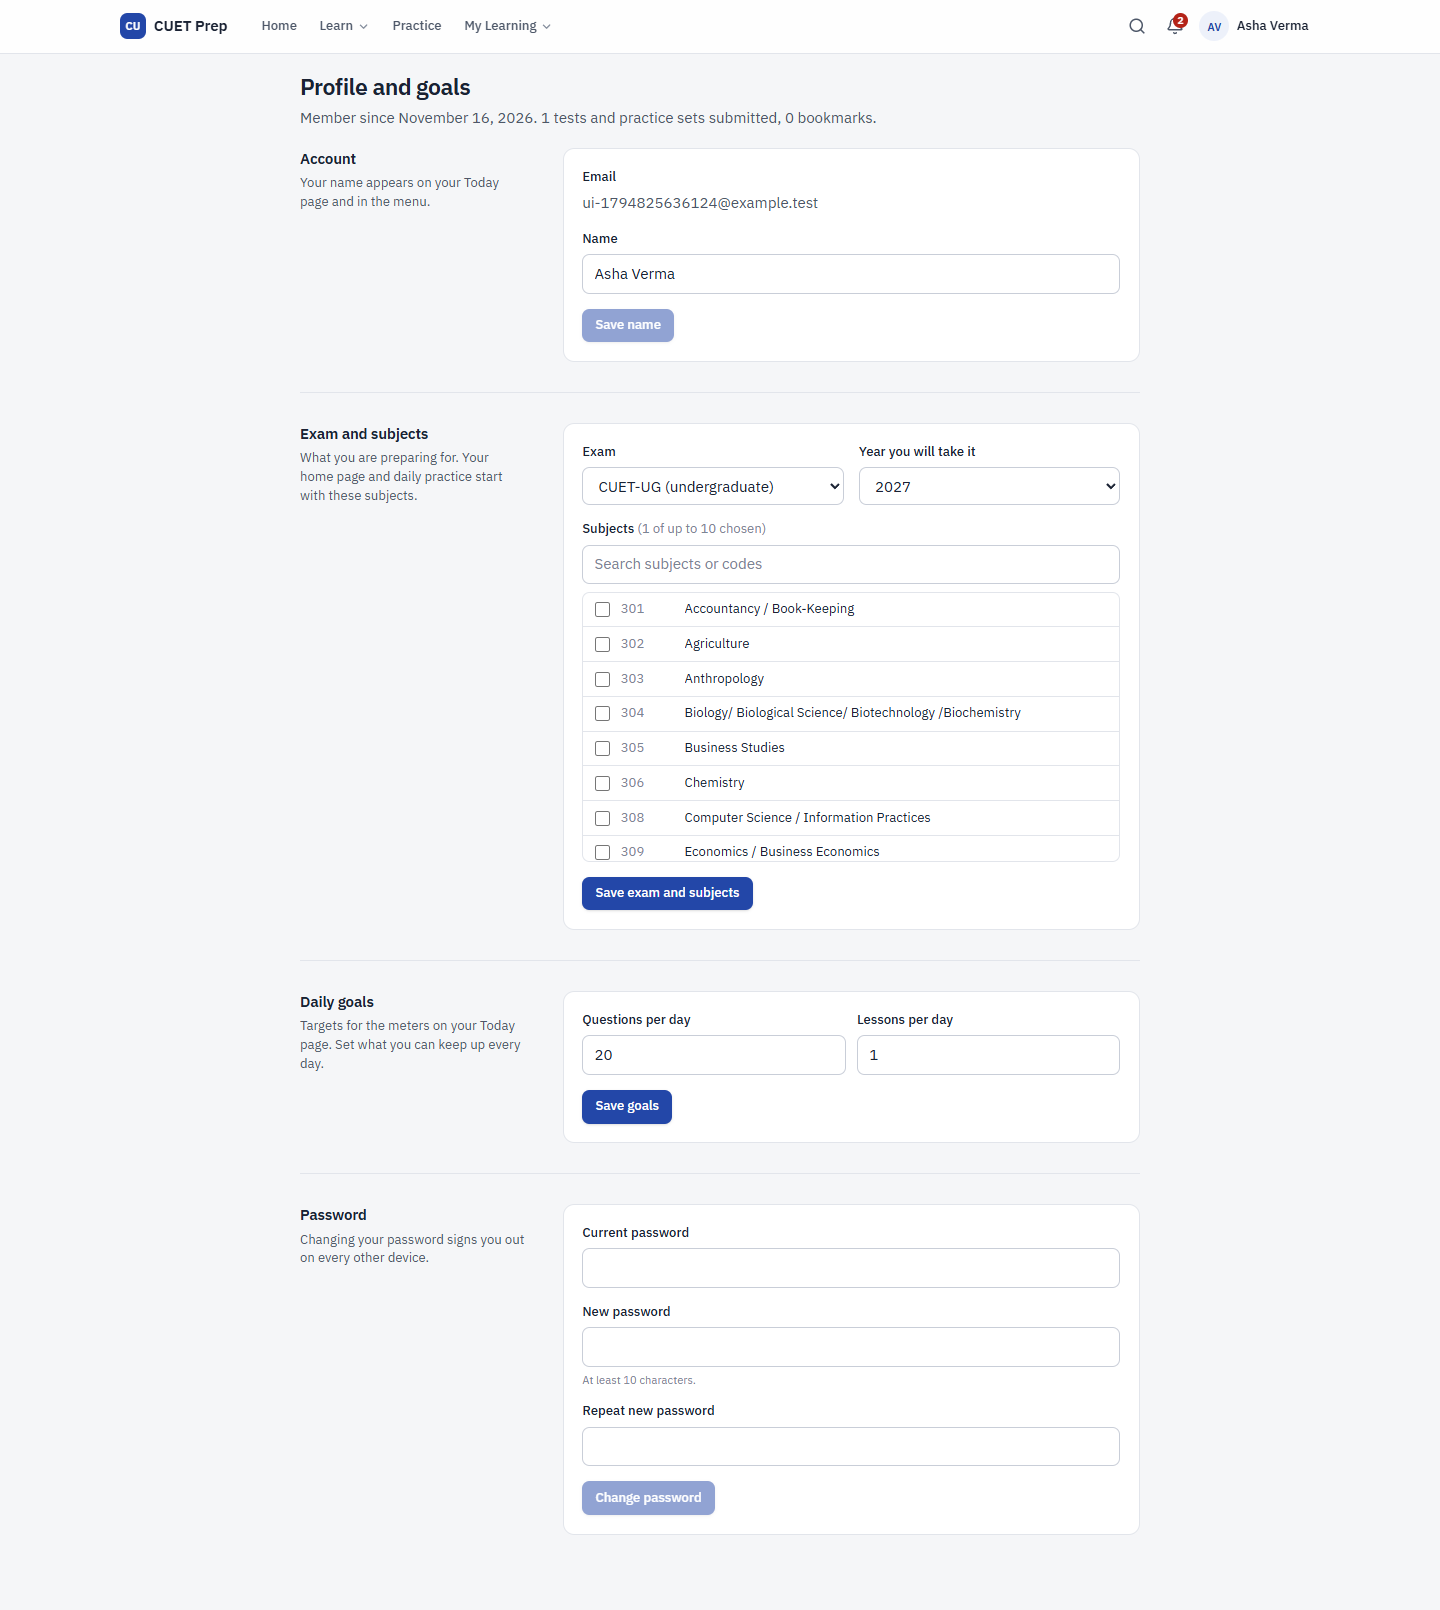 CU CUET Prep Home Learn Practice My Learning 2 AV Asha Verma
Profile and goals
Member since November 16, 2026. 1 tests and practice sets submitted, 0 bookmarks.
Account
Your name appears on your Today
page and in the menu.
Email
ui-1794825636124@example.test
Name
Asha Verma
Save name
Exam and subjects
What you are preparing for. Your
home page and daily practice start
with these subjects.
Exam
CUET-UG (undergraduate)
Year you will take it
2027
Subjects (1 of up to 10 chosen)
Search subjects or codes
301 Accountancy / Book-Keeping
302 Agriculture
303 Anthropology
304 Biology/ Biological Science/ Biotechnology /Biochemistry
305 Business Studies
306 Chemistry
308 Computer Science / Information Practices
309 Economics / Business Economics
Save exam and subjects
Daily goals
Targets for the meters on your Today
page. Set what you can keep up every
day.
Questions per day
20
Lessons per day
1
Save goals
Password
Changing your password signs you out
on every other device.
Current password
New password
At least 10 characters.
Repeat new password
Change password